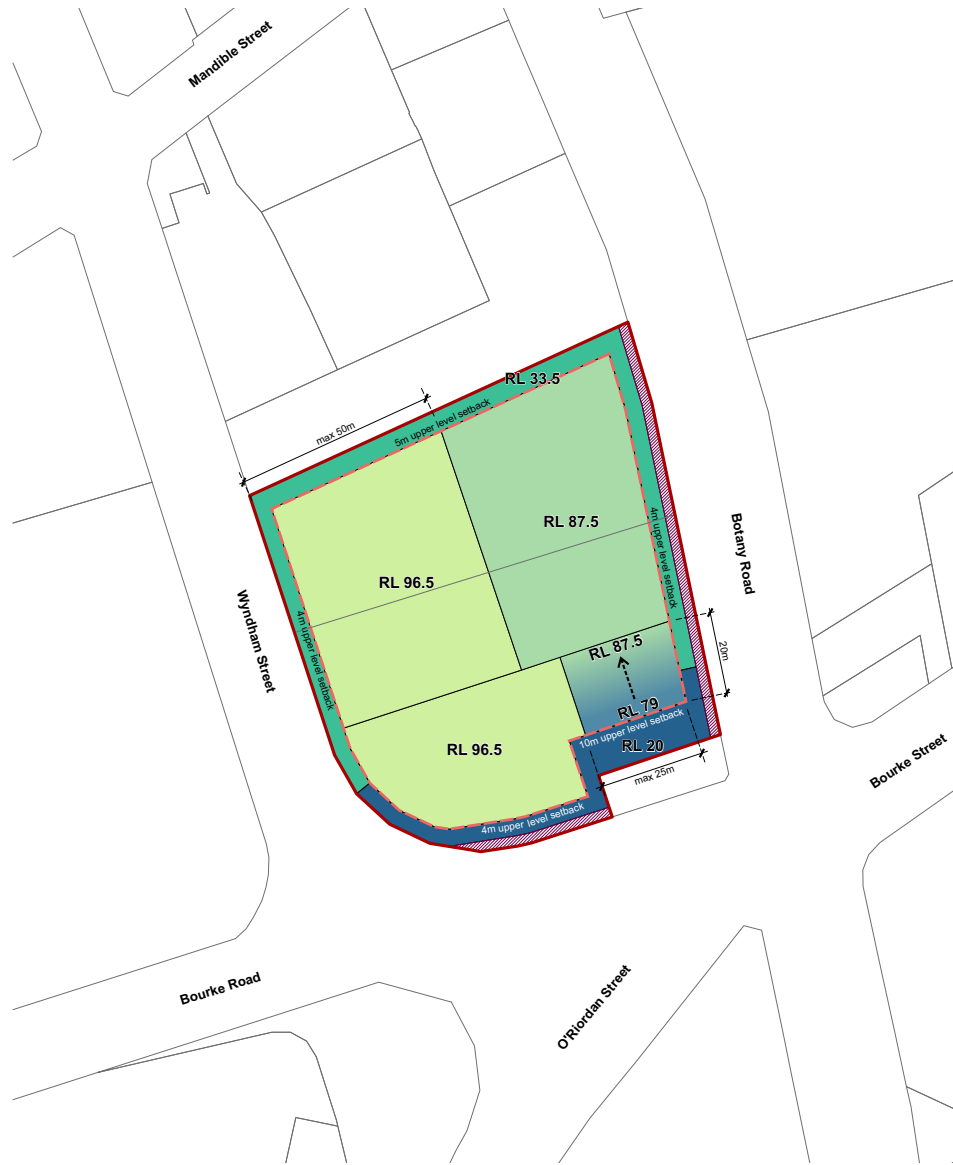 Mandible Street
RL 33.5
5m upper level setback
max 50m
RL 87.5
4m upper level setback
Botany Road
RL 96.5
Wyndham Street
4m upper level setback
20m
RL 87.5
RL 79
10m upper level setback
RL 20
RL 96.5
max 25m
4m upper level setback
Bourke Street
Bourke Road
O'Riordan Street